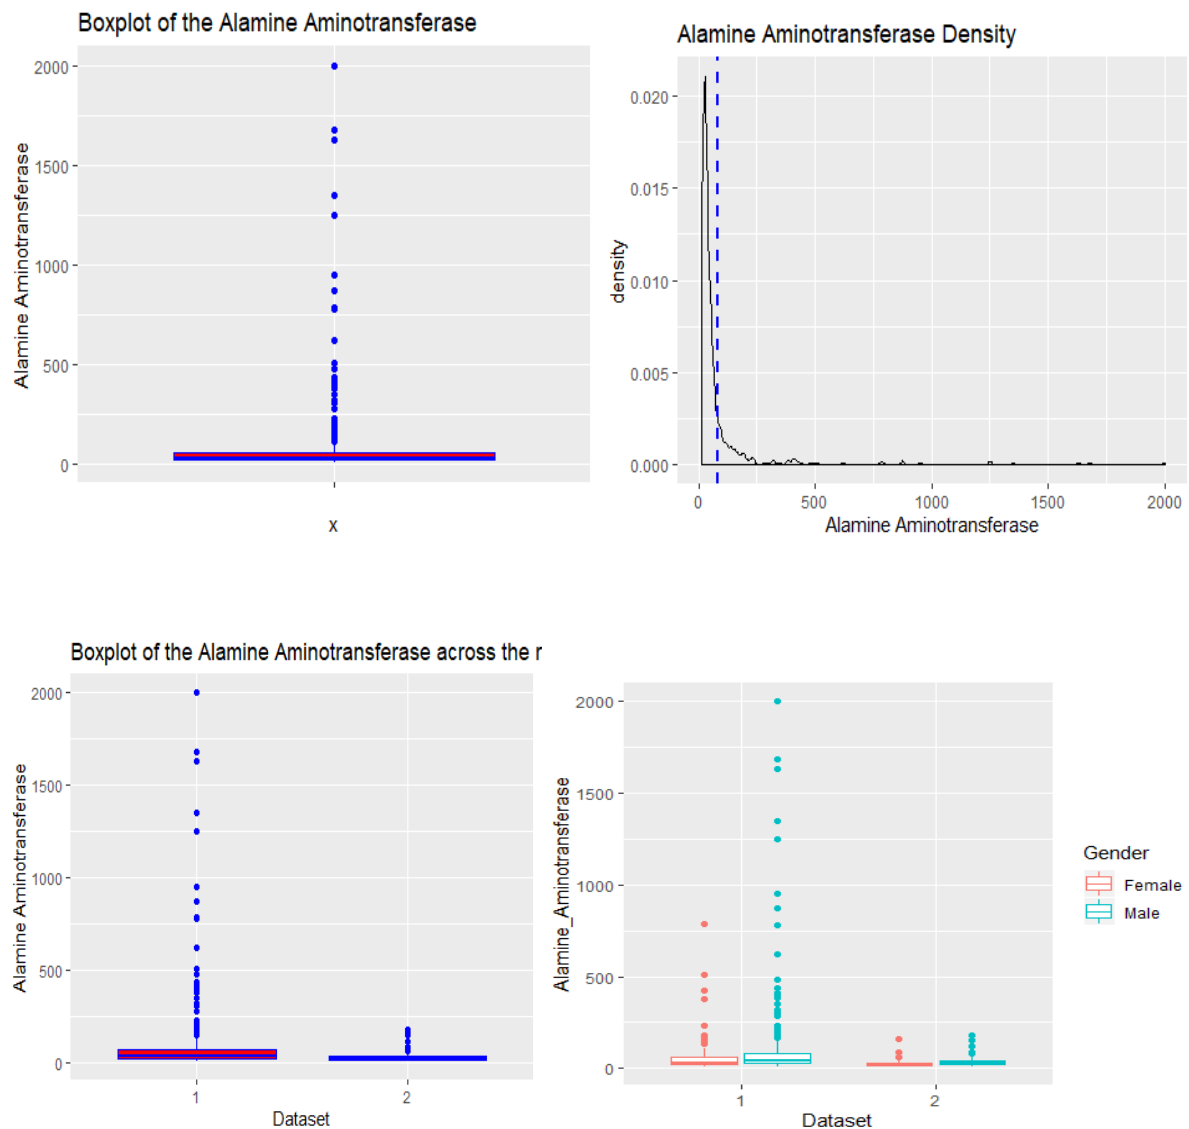 Boxplot of the Alamine Aminotransferase
Alamine Aminotransferase
2000
1500
1000
500
0
x
Alamine Aminotransferase Density
density
0.020
0.015
0.010
0.005
0.000
0 500 1000 1500 2000
Alamine Aminotransferase
Boxplot of the Alamine Aminotransferase across the r
Alamine Aminotransferase
2000
1500
1000
500
0
1 2
Dataset
Alamine_Aminotransferase
2000
1500
1000
500
0
1 2
Dataset
Gender
Female
Male